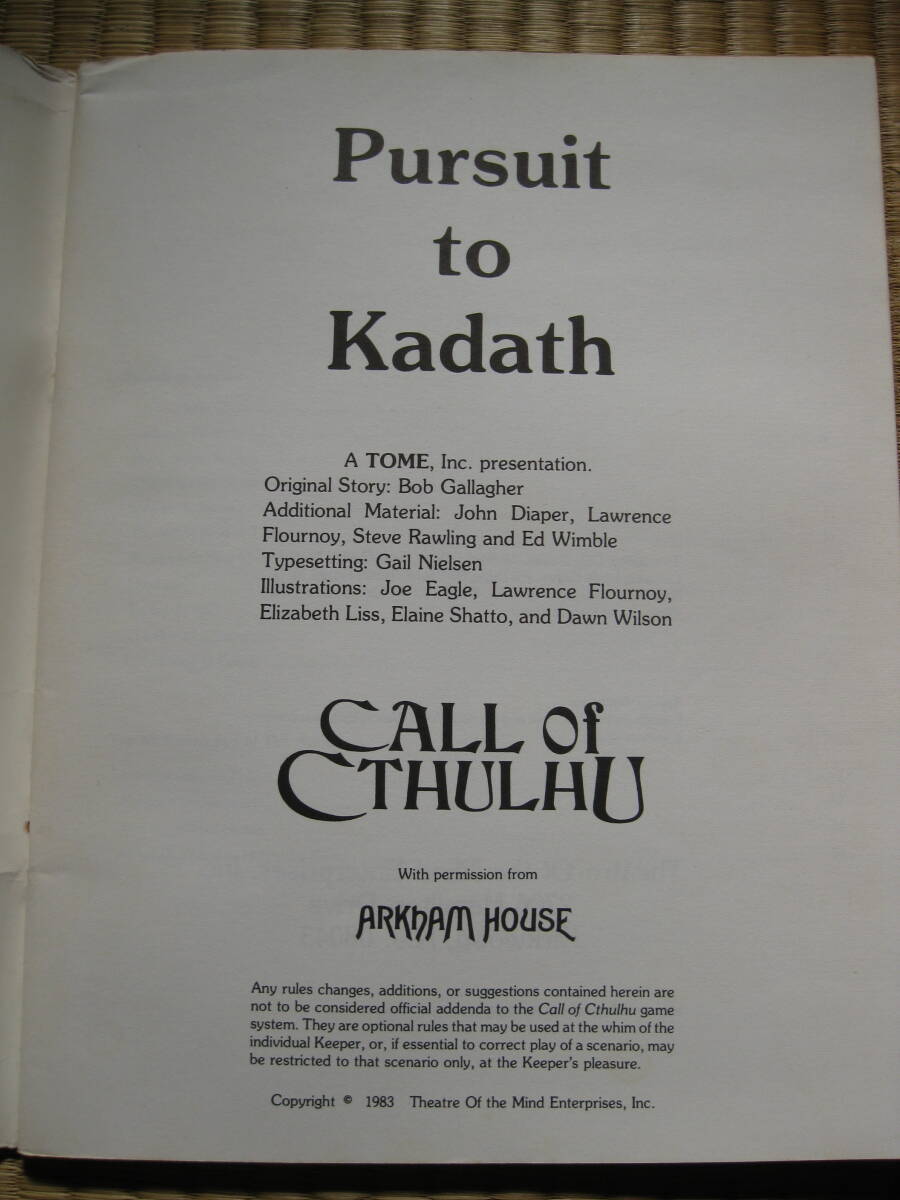 Pursuit
to
Kadath
A TOME, Inc. presentation.
Original Story: Bob Gallagher
Additional Material: John Diaper, Lawrence
Flournoy, Steve Rawling and Ed Wimble
Typesetting: Gail Nielsen
Illustrations: Joe Eagle, Lawrence Flournoy,
Elizabeth Liss, Elaine Shatto, and Dawn Wilson
CALL Of
CTHULHU
With permission from
ARKHAM HOUSE
Any rules changes, additions, or suggestions contained herein are
not to be considered official addenda to the Call of Cthulhu game
system. They are optional rules that may be used at the whim of the
individual Keeper, or, if essential to correct play of a scenario, may
be restricted to that scenario only, at the Keeper's pleasure.
Copyright © 1983 Theatre Of the Mind Enterprises, Inc.